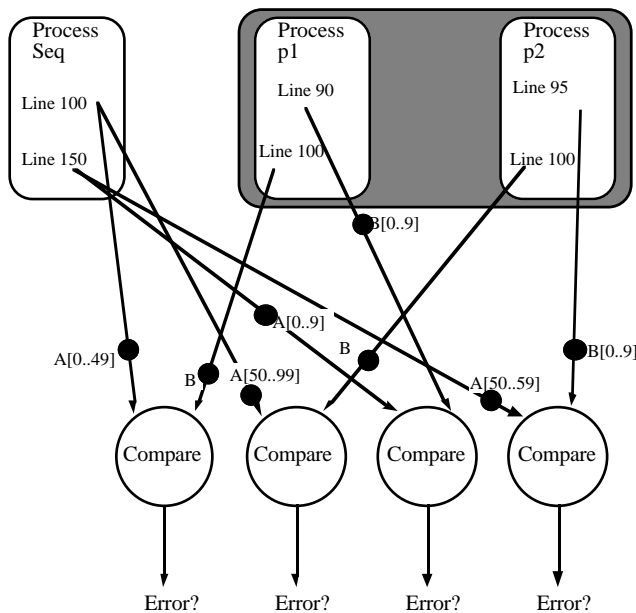 Process
Seq
Process
p1
Process
p2
Line 100
Line 90
Line 95
Line 150
Line 100
Line 100
B[0..9]
A[0..9]
A[0..49]
B
B
B[0..9]
A[50..99]
A[50..59]
Compare
Compare
Compare
Compare
Error?
Error?
Error?
Error?